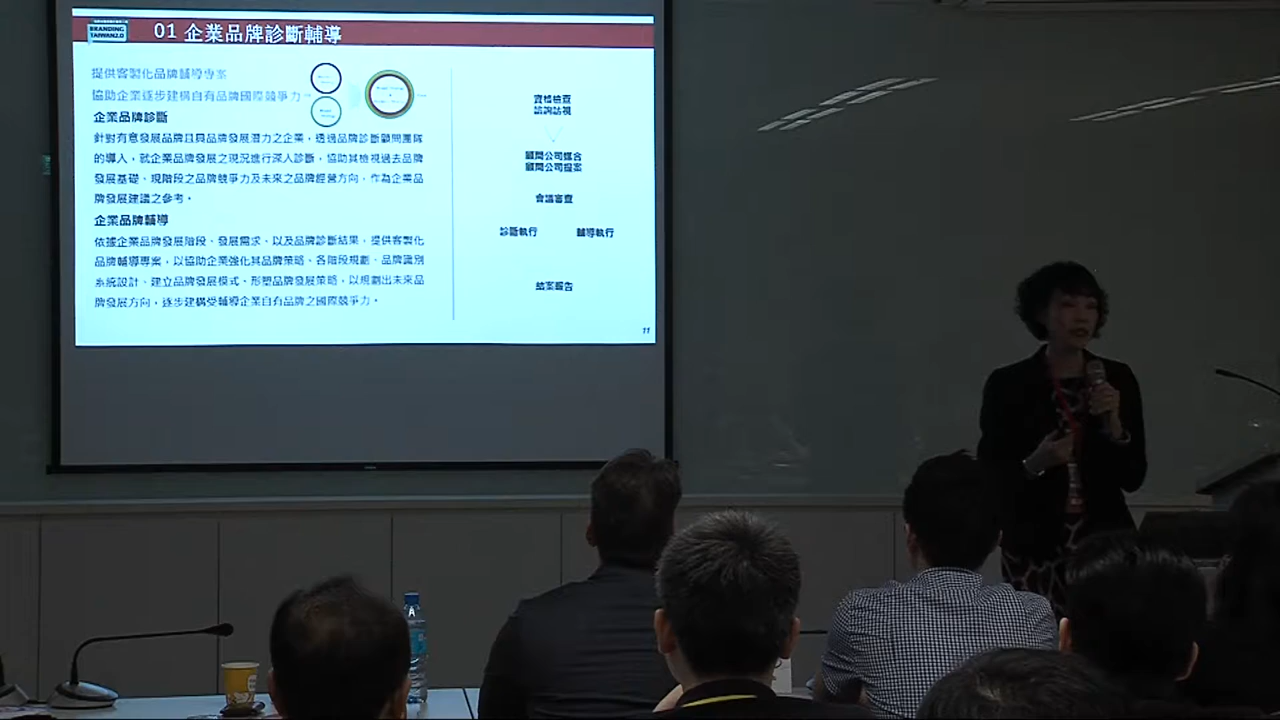 BRANDING
TAIWAN2.0
01 企業品牌診斷輔導
提供客製化品牌輔導專案
協助企業逐步建構自有品牌國際競爭力
企業品牌診斷
針對有意發展品牌且具品牌發展潛力之企業，透過品牌診斷顧問團隊
的導入，就企業品牌發展之現況進行深入診斷，協助其檢視過去品牌
發展基礎、現階段之品牌競爭力及未來之品牌經營方向，作為企業品
牌發展建議之參考。
企業品牌輔導
依據企業品牌發展階段、發展需求、以及品牌診斷結果，提供客製化
品牌輔導專案，以協助企業強化其品牌策略、各階段規劃、品牌識別
系統設計、建立品牌發展模式、形塑品牌發展策略，以規劃出未來品
牌發展方向，逐步建構受輔導企業自有品牌之國際競爭力。
資格檢查
諮詢訪視
顧問公司媒合
顧問公司提案
會議審查
診斷執行 輔導執行
結案報告
11